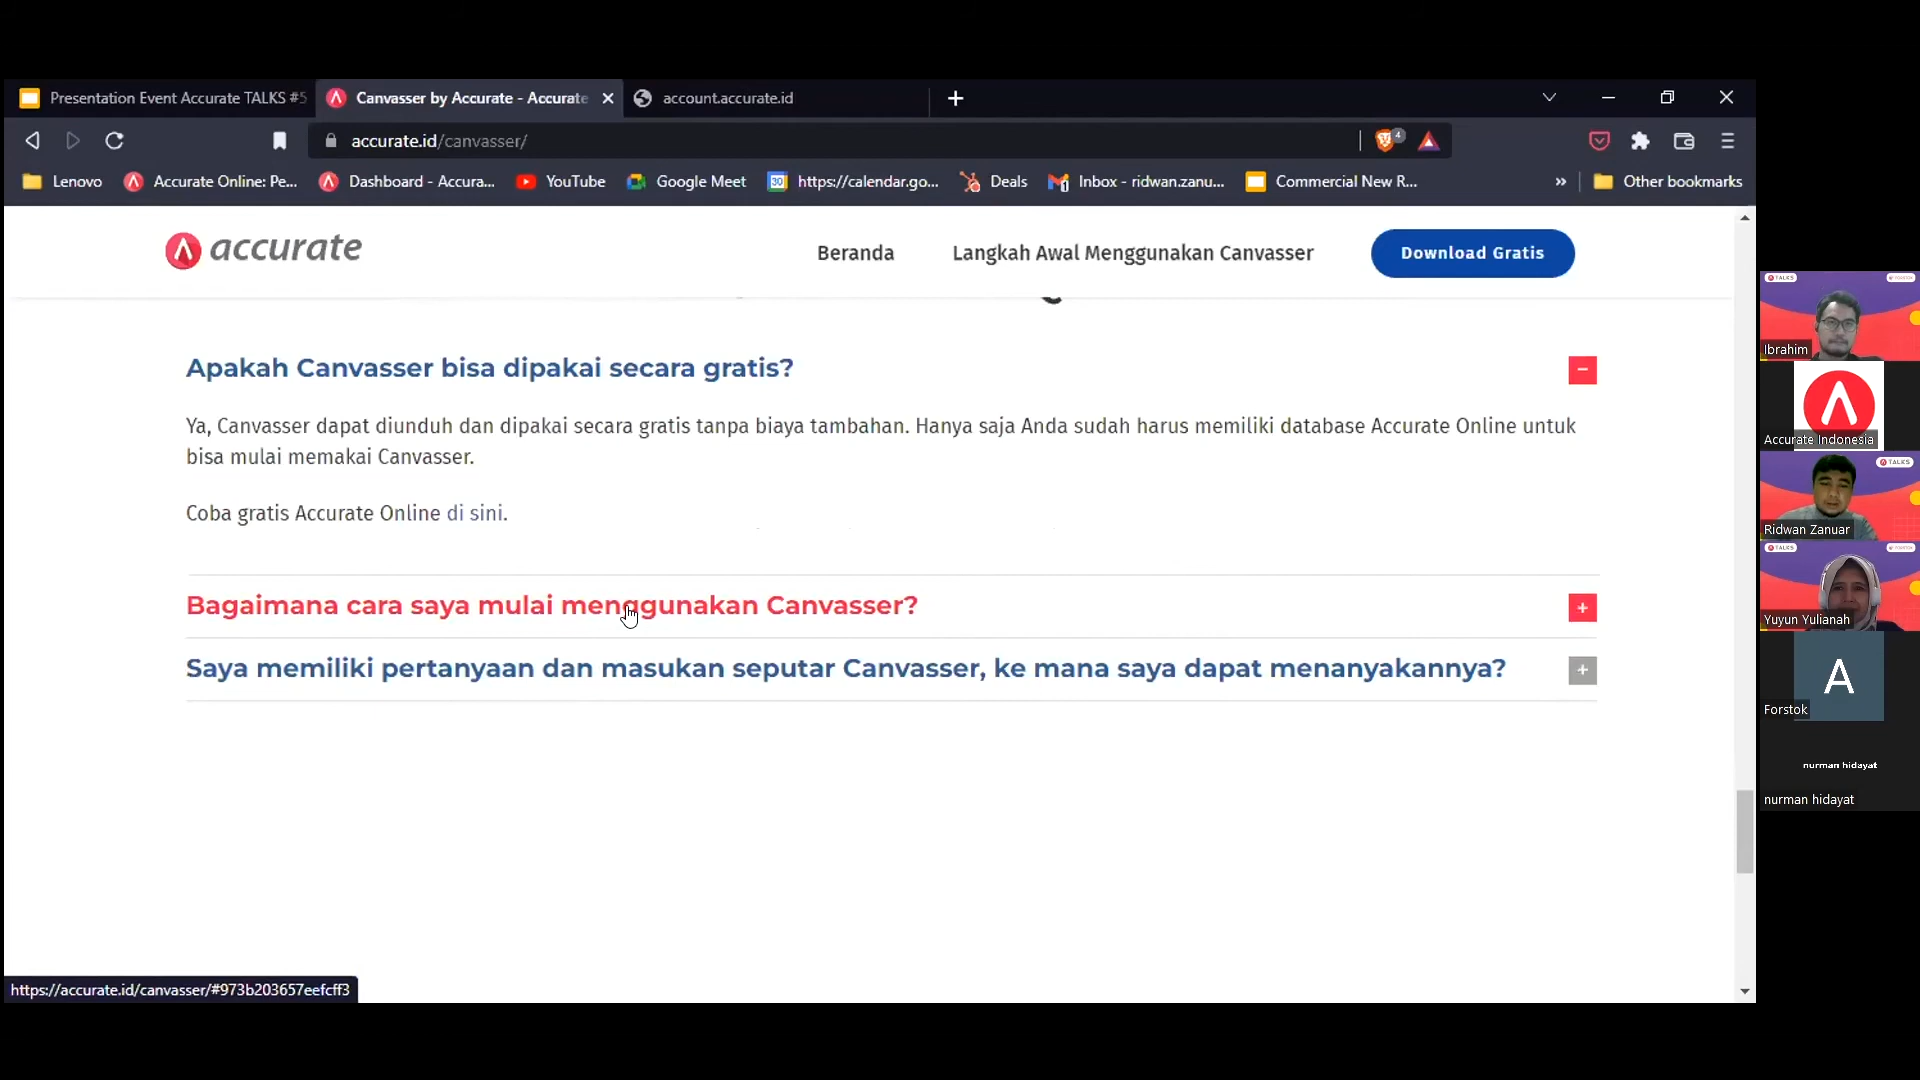 Presentation Event Accurate TALKS #5
Canvasser by Accurate - Accurate
account.accurate.id
accurate.id/canvasser/
4
Lenovo
Accurate Online: Pe...
Dashboard - Accura...
YouTube
Google Meet
30
https://calendar.go...
Deals
1
Inbox - ridwan.zanu...
Commercial New R...
»
Other bookmarks
accurate
Beranda
Langkah Awal Menggunakan Canvasser
Download Gratis
Apakah Canvasser bisa dipakai secara gratis?
Ya, Canvasser dapat diunduh dan dipakai secara gratis tanpa biaya tambahan. Hanya saja Anda sudah harus memiliki database Accurate Online untuk
bisa mulai memakai Canvasser.
Coba gratis Accurate Online di sini.
Bagaimana cara saya mulai menggunakan Canvasser?
Saya memiliki pertanyaan dan masukan seputar Canvasser, ke mana saya dapat menanyakannya?
https://accurate.id/canvasser/#973b203657eefcff3
TALKS
Ibrahim
Accurate Indonesia
TALKS
Ridwan Zanuar
TALKS
Yuyun Yulianah
A
Forstok
nurman hidayat
nurman hidayat